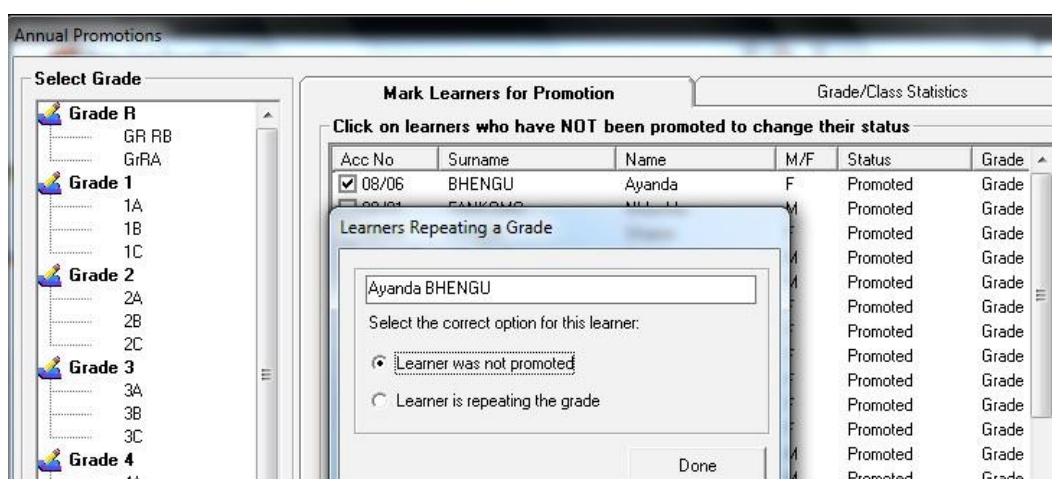 Annual Promotions
Select Grade
Grade R
GR RB
GrRA
Grade 1
1A
1B
1C
Grade 2
2A
2B
2C
Grade 3
3A
3B
3C
Grade 4
Mark Learners for Promotion
Grade/Class Statistics
Click on learners who have NOT been promoted to change their status
Acc No Surname Name M/F Status Grade
08/06 BHENGU Ayanda F Promoted Grade
M Promoted Grade
Promoted Grade
Promoted Grade
Promoted Grade
Promoted Grade
Promoted Grade
Promoted Grade
Promoted Grade
Promoted Grade
Promoted Grade
Promoted Grade
Promoted Grade
Learners Repeating a Grade
Ayanda BHENGU
Select the correct option for this learner:
Learner was not promoted
Learner is repeating the grade
Done